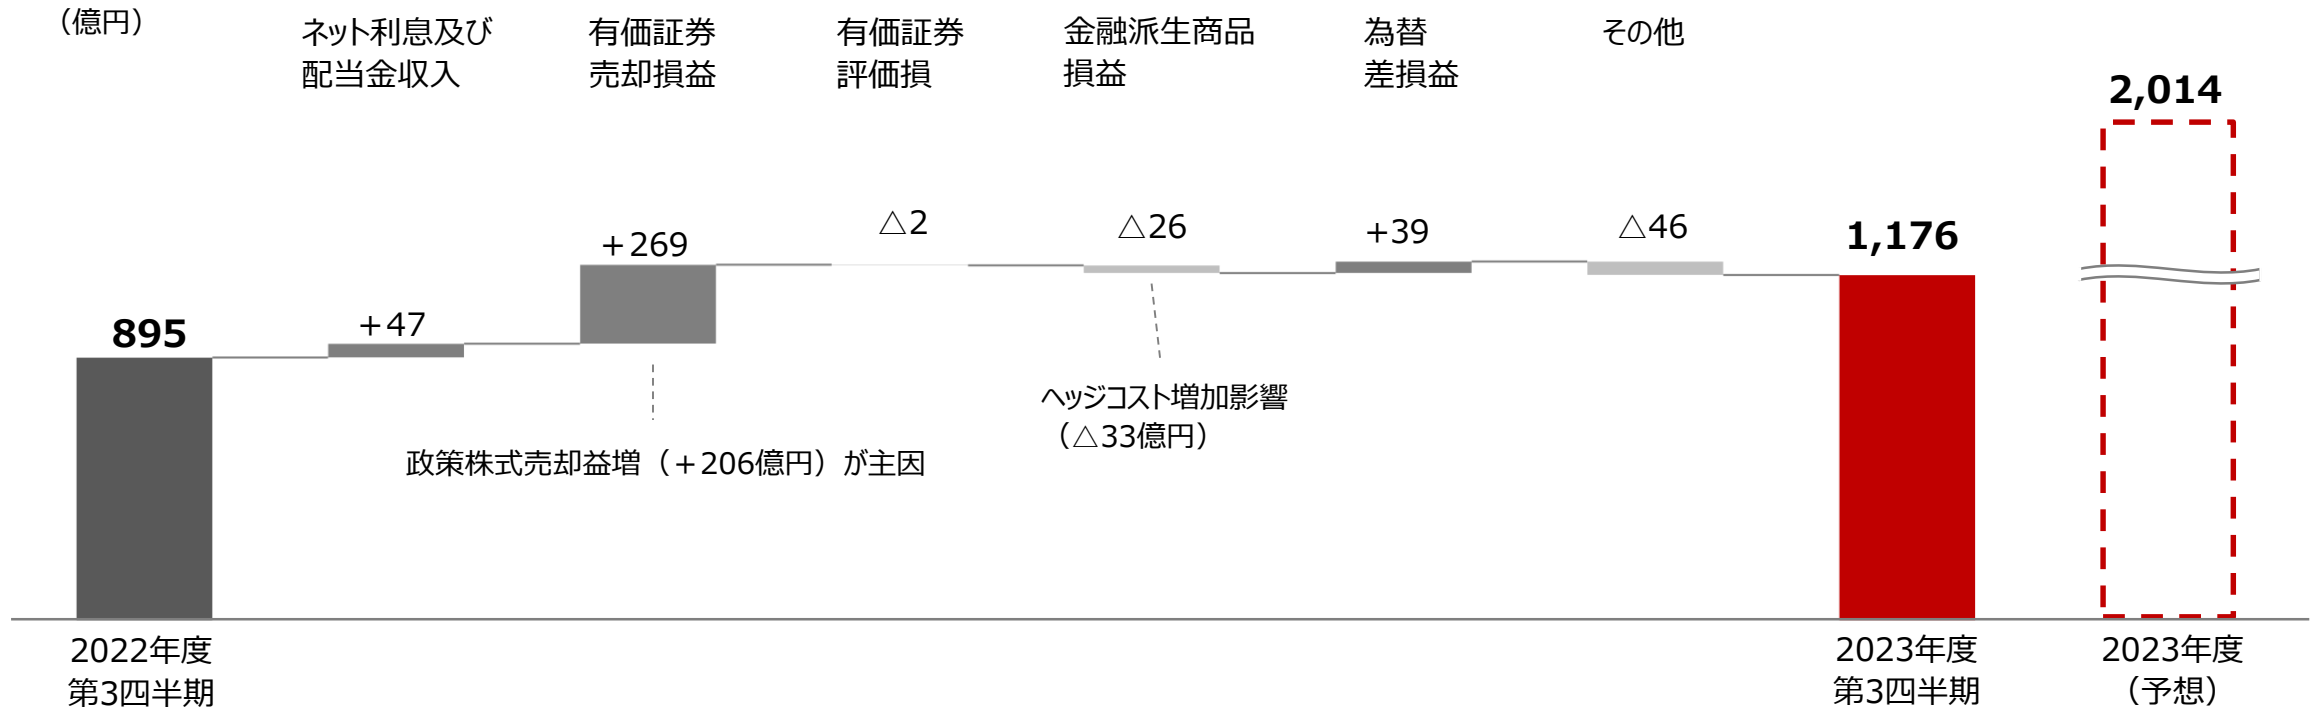 （億円）
ネット利息及び
配当金収入
有価証券
売却損益
有価証券
評価損
金融派生商品
損益
為替
差損益
その他
2,014
895
+47
+269
△2
△26
+39
△46
1,176
政策株式売却益増（+206億円）が主因
ヘッジコスト増加影響
（△33億円）
2022年度
第3四半期
2023年度
第3四半期
2023年度
（予想）